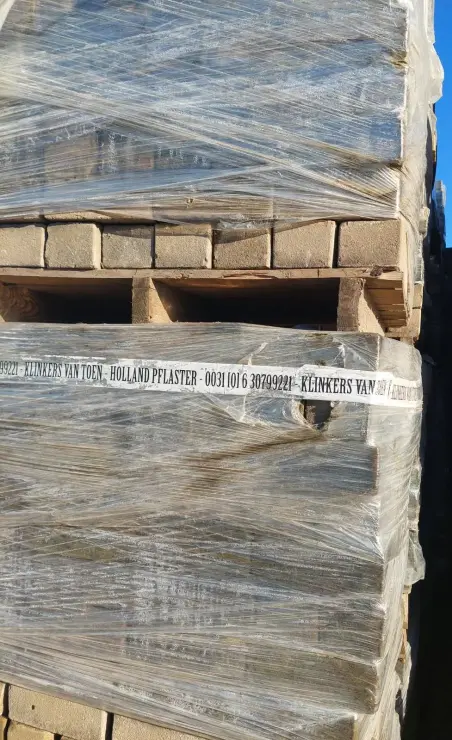 99221 - KLINKERS VAN TOEN - HOLLAND PFLASTER - 0031 (0) 6 30799221 - KLINKERS VAN